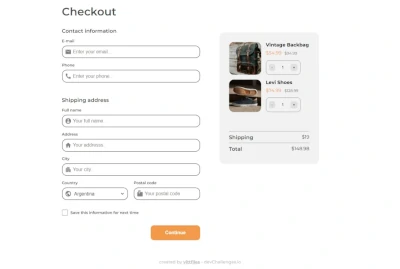 Checkout
Contact information
E-mail
Enter your email
Phone
Enter your phone
Shipping address
Full name
Your full name
Address
Your address
City
Your city
Country
Postal code
Argentina
Your postal code
Save this information for next time
Continue
Vintage Backbag
$54.99 $94.99
- 1 +
Levi Shoes
$74.99 $124.99
- 1 +
Shipping $19
Total $148.98
created by
devChallenges.io